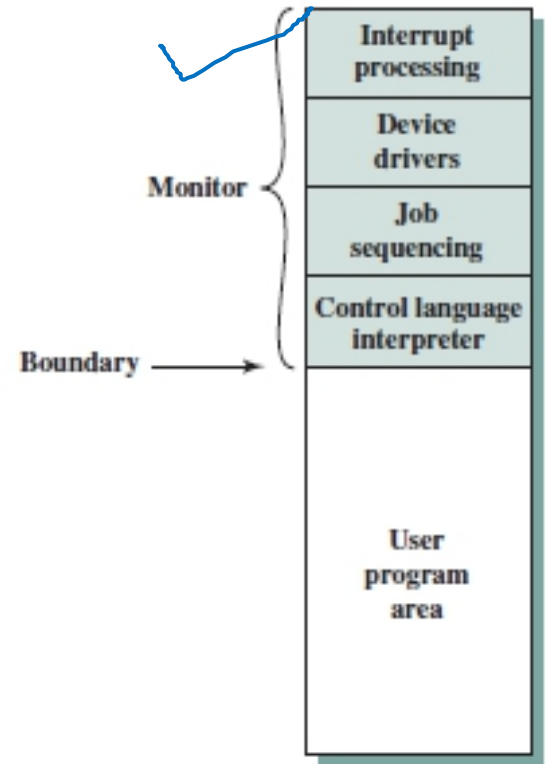 Interrupt
processing
Device
drivers
Monitor
Job
sequencing
Control language
interpreter
Boundary
User
program
area